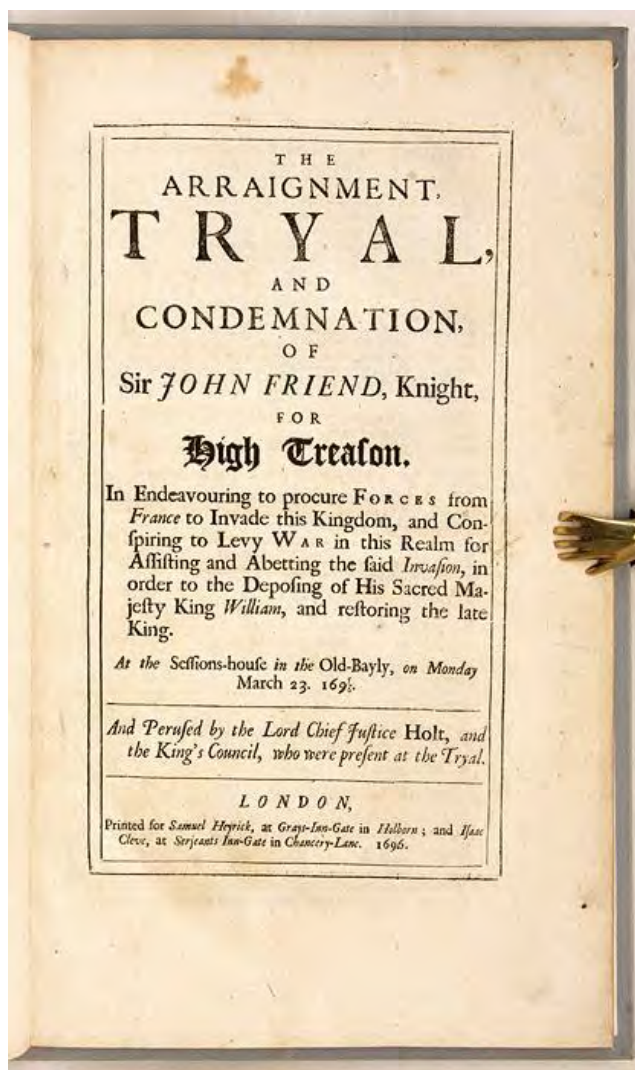 THE
ARRAIGNMENT,
TRYAL,
AND
CONDEMNATION,
OF
Sir JOHN FRIEND, Knight,
FOR
High Treaſon.
In Endeavouring to procure FORCES from
France to Invade this Kingdom, and Con-
ſpiring to Levy WAR in this Realm for
Aſſiſting and Abetting the ſaid Invaſion, in
order to the Depoſing of His Sacred Ma-
jeſty King William, and reſtoring the late
King.
At the Seſſions-houſe in the Old-Bayly, on Monday
March 23. 169⅚.
And Peruſed by the Lord Chief Juſtice Holt, and
the King's Council, who were preſent at the Tryal.
LONDON,
Printed for Samuel Heyrick, at Grays-Inn-Gate in Holborn; and Iſaac
Cleve, at Serjeants Inn-Gate in Chancery-Lane. 1696.